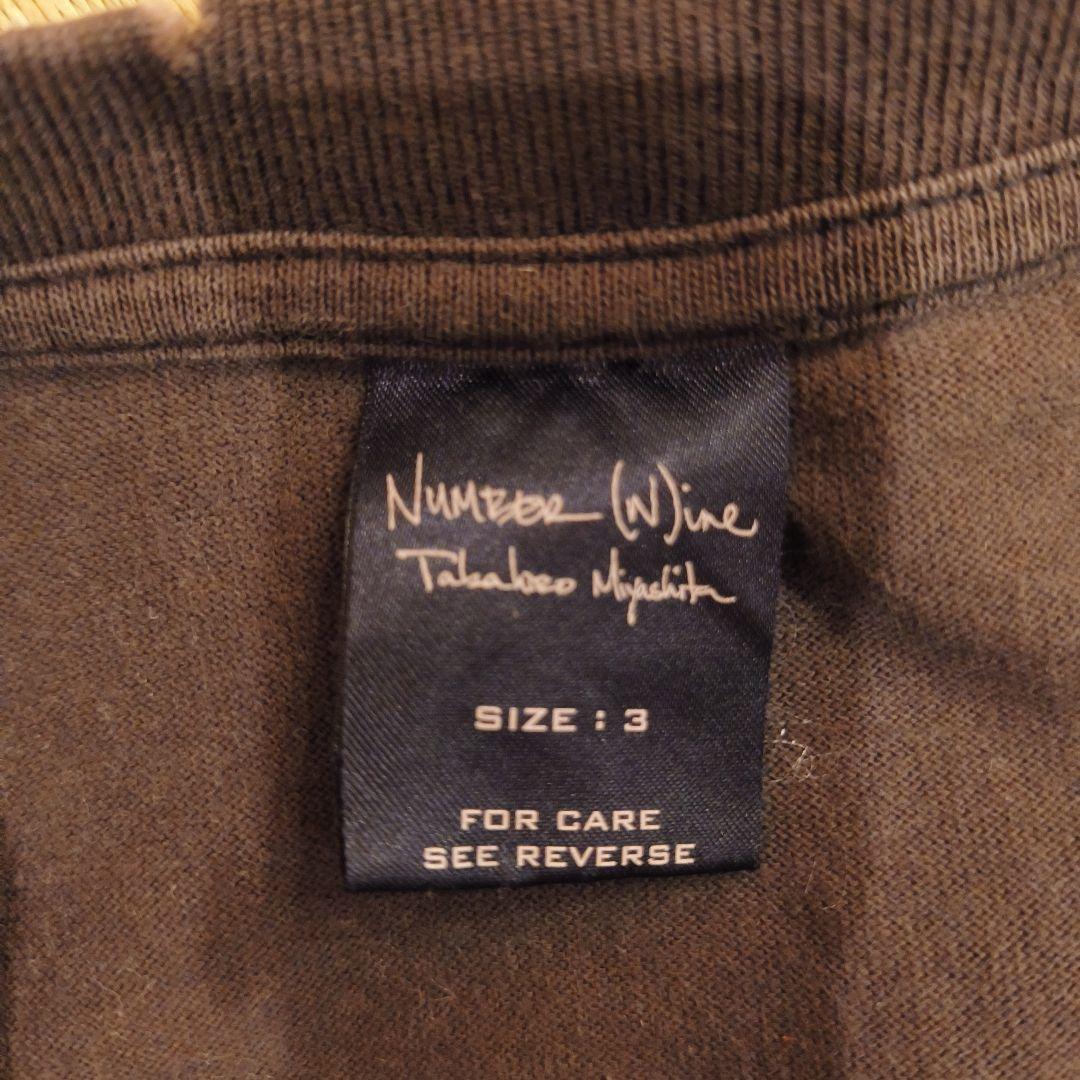 NUMBER (N)ine
Takahiro Miyashita
SIZE : 3
FOR CARE
SEE REVERSE